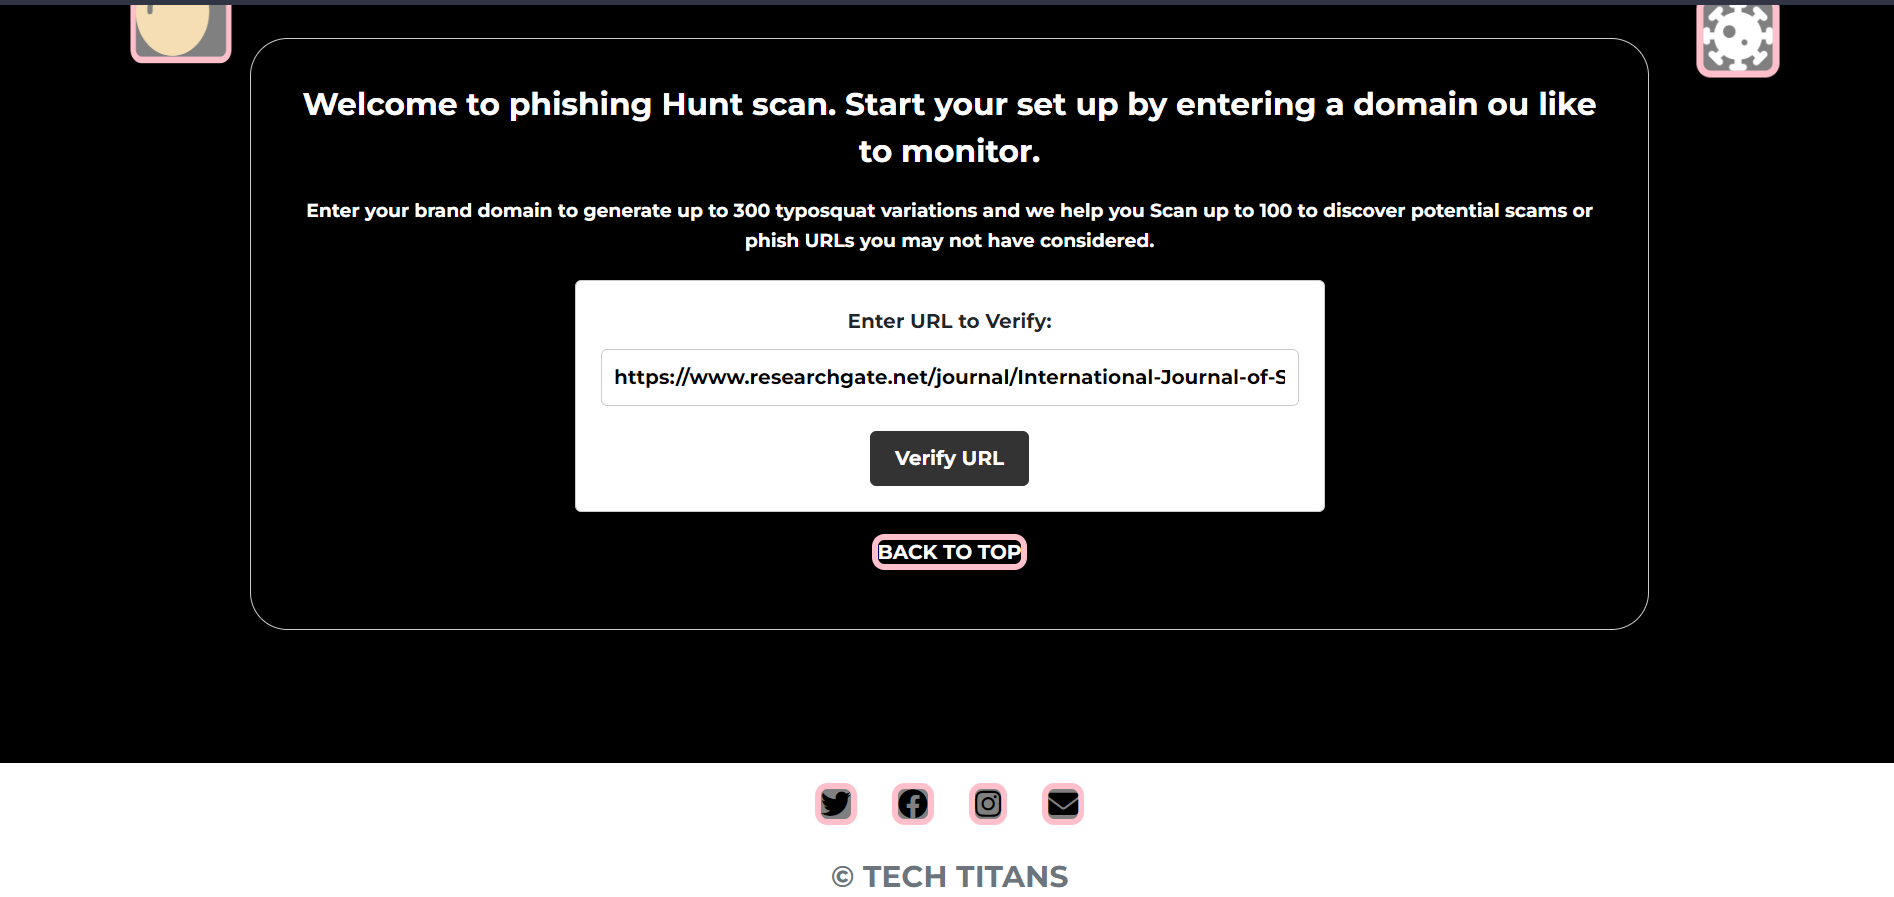 Welcome to phishing Hunt scan. Start your set up by entering a domain ou like
to monitor.
Enter your brand domain to generate up to 300 typosquat variations and we help you Scan up to 100 to discover potential scams or
phish URLs you may not have considered.
Enter URL to Verify:
https://www.researchgate.net/journal/International-Journal-of-S
Verify URL
BACK TO TOP
© TECH TITANS